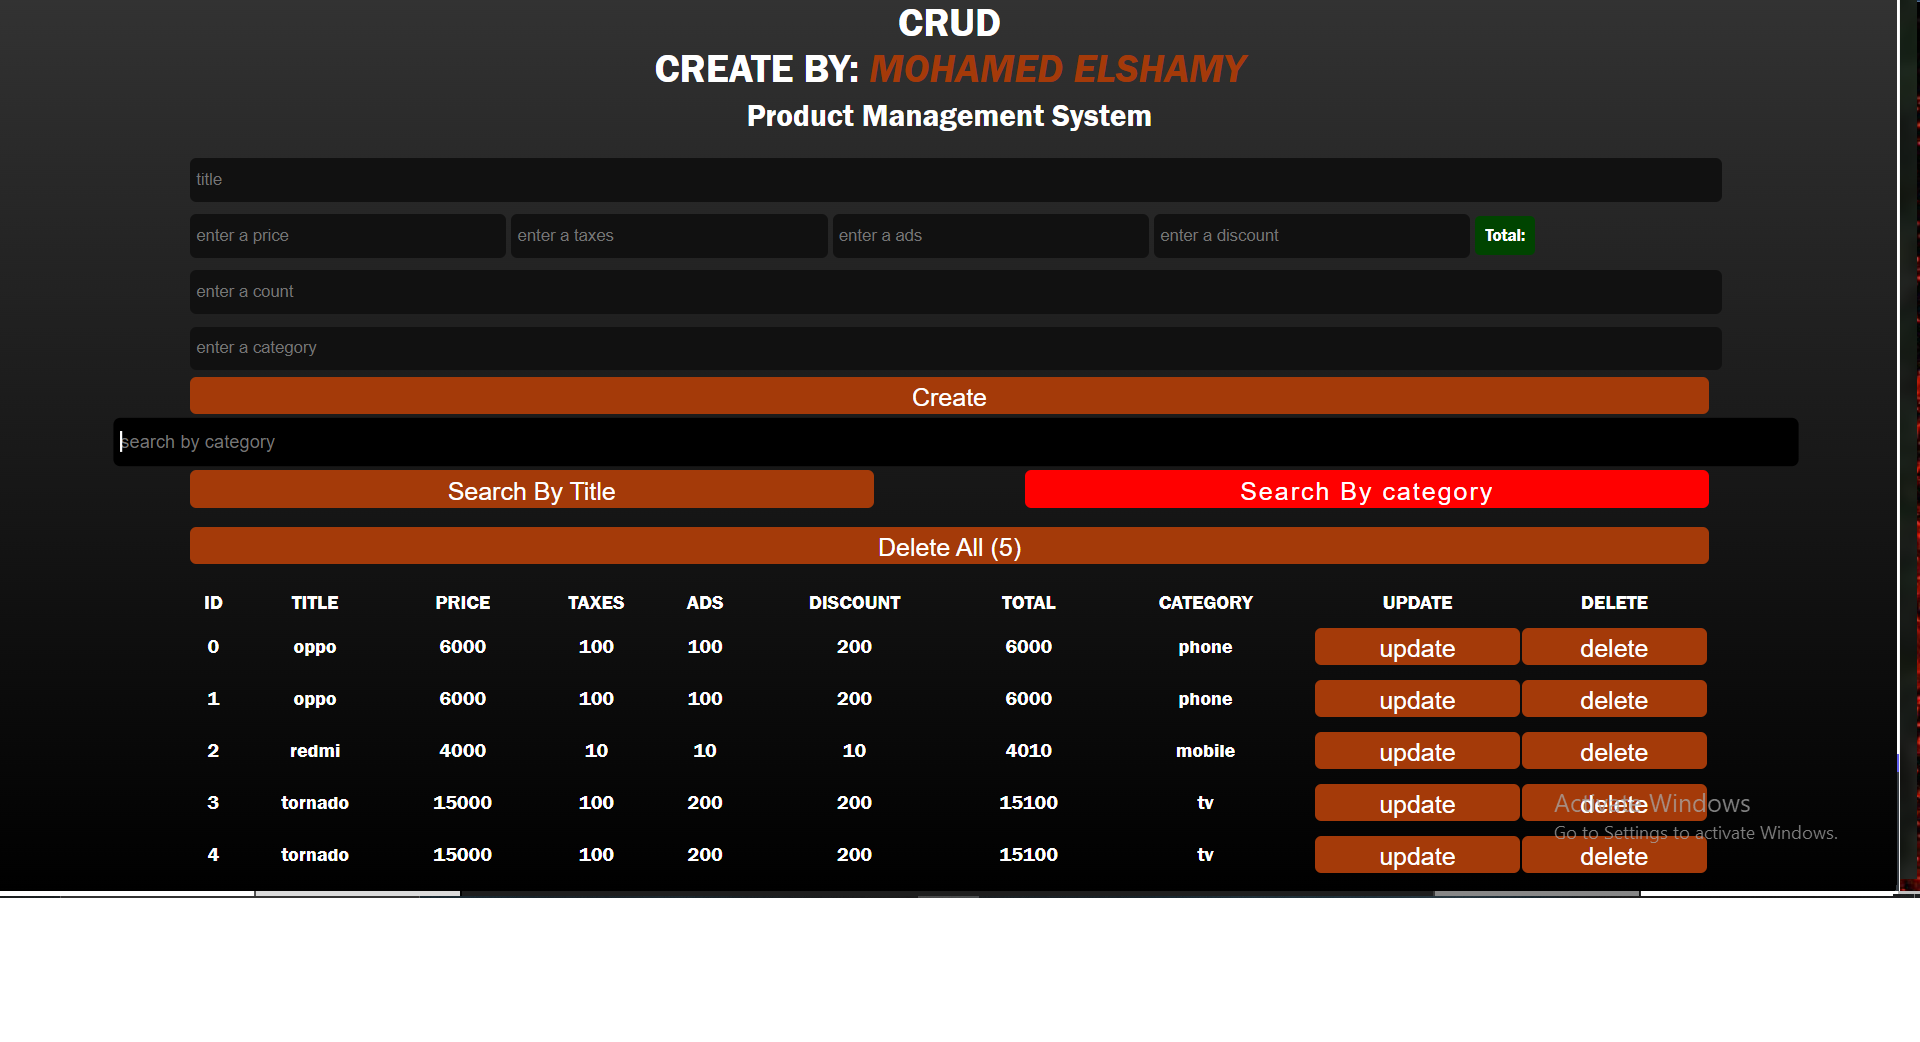 CRUD
CREATE BY: MOHAMED ELSHAMY
Product Management System
title
enter a price enter a taxes enter a ads enter a discount Total:
enter a count
enter a category
Create
search by category
Search By Title Search By category
Delete All (5)
ID TITLE PRICE TAXES ADS DISCOUNT TOTAL CATEGORY UPDATE DELETE
0 oppo 6000 100 100 200 6000 phone update delete
1 oppo 6000 100 100 200 6000 phone update delete
2 redmi 4000 10 10 10 4010 mobile update delete
3 tornado 15000 100 200 200 15100 tv update delete
Activate Windows
Go to Settings to activate Windows.
4 tornado 15000 100 200 200 15100 tv update delete